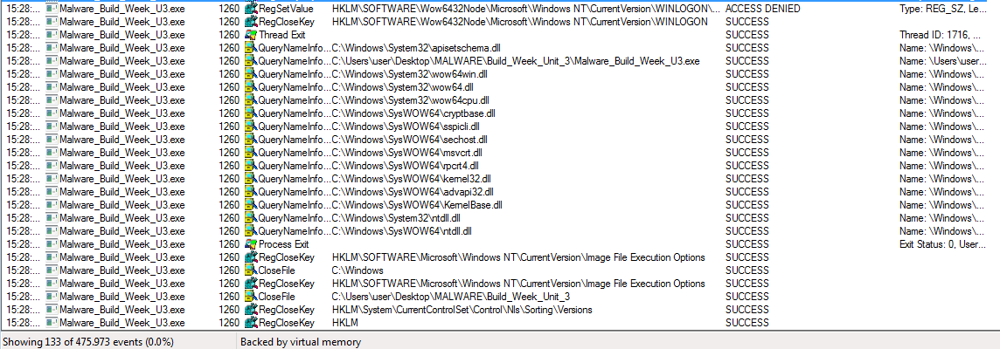 15:28:... Malware_Build_Week_U3.exe 1260 RegSetValue HKLM\SOFTWARE\Wow6432Node\Microsoft\Windows NT\CurrentVersion\WINLOGON\... ACCESS DENIED Type: REG_SZ, Le...
15:28:... Malware_Build_Week_U3.exe 1260 RegCloseKey HKLM\SOFTWARE\Wow6432Node\Microsoft\Windows NT\CurrentVersion\WINLOGON SUCCESS
15:28:... Malware_Build_Week_U3.exe 1260 Thread Exit SUCCESS Thread ID: 1716, ...
15:28:... Malware_Build_Week_U3.exe 1260 QueryNameInfo... C:\Windows\System32\apisetschema.dll SUCCESS Name: \Windows\...
15:28:... Malware_Build_Week_U3.exe 1260 QueryNameInfo... C:\Users\user\Desktop\MALWARE\Build_Week_Unit_3\Malware_Build_Week_U3.exe SUCCESS Name: \Users\user...
15:28:... Malware_Build_Week_U3.exe 1260 QueryNameInfo... C:\Windows\System32\wow64win.dll SUCCESS Name: \Windows\...
15:28:... Malware_Build_Week_U3.exe 1260 QueryNameInfo... C:\Windows\System32\wow64.dll SUCCESS Name: \Windows\...
15:28:... Malware_Build_Week_U3.exe 1260 QueryNameInfo... C:\Windows\System32\wow64cpu.dll SUCCESS Name: \Windows\...
15:28:... Malware_Build_Week_U3.exe 1260 QueryNameInfo... C:\Windows\SysWOW64\cryptbase.dll SUCCESS Name: \Windows\...
15:28:... Malware_Build_Week_U3.exe 1260 QueryNameInfo... C:\Windows\SysWOW64\sspicli.dll SUCCESS Name: \Windows\...
15:28:... Malware_Build_Week_U3.exe 1260 QueryNameInfo... C:\Windows\SysWOW64\sechost.dll SUCCESS Name: \Windows\...
15:28:... Malware_Build_Week_U3.exe 1260 QueryNameInfo... C:\Windows\SysWOW64\msvcrt.dll SUCCESS Name: \Windows\...
15:28:... Malware_Build_Week_U3.exe 1260 QueryNameInfo... C:\Windows\SysWOW64\rpcrt4.dll SUCCESS Name: \Windows\...
15:28:... Malware_Build_Week_U3.exe 1260 QueryNameInfo... C:\Windows\SysWOW64\kernel32.dll SUCCESS Name: \Windows\...
15:28:... Malware_Build_Week_U3.exe 1260 QueryNameInfo... C:\Windows\SysWOW64\advapi32.dll SUCCESS Name: \Windows\...
15:28:... Malware_Build_Week_U3.exe 1260 QueryNameInfo... C:\Windows\SysWOW64\KernelBase.dll SUCCESS Name: \Windows\...
15:28:... Malware_Build_Week_U3.exe 1260 QueryNameInfo... C:\Windows\System32\ntdll.dll SUCCESS Name: \Windows\...
15:28:... Malware_Build_Week_U3.exe 1260 QueryNameInfo... C:\Windows\SysWOW64\ntdll.dll SUCCESS Name: \Windows\...
15:28:... Malware_Build_Week_U3.exe 1260 Process Exit SUCCESS Exit Status: 0, User...
15:28:... Malware_Build_Week_U3.exe 1260 RegCloseKey HKLM\SOFTWARE\Microsoft\Windows NT\CurrentVersion\Image File Execution Options SUCCESS
15:28:... Malware_Build_Week_U3.exe 1260 CloseFile C:\Windows SUCCESS
15:28:... Malware_Build_Week_U3.exe 1260 RegCloseKey HKLM\SOFTWARE\Microsoft\Windows NT\CurrentVersion\Image File Execution Options SUCCESS
15:28:... Malware_Build_Week_U3.exe 1260 CloseFile C:\Users\user\Desktop\MALWARE\Build_Week_Unit_3 SUCCESS
15:28:... Malware_Build_Week_U3.exe 1260 RegCloseKey HKLM\System\CurrentControlSet\Control\Nls\Sorting\Versions SUCCESS
15:28:... Malware_Build_Week_U3.exe 1260 RegCloseKey HKLM SUCCESS
Showing 133 of 475.973 events (0.0%) Backed by virtual memory